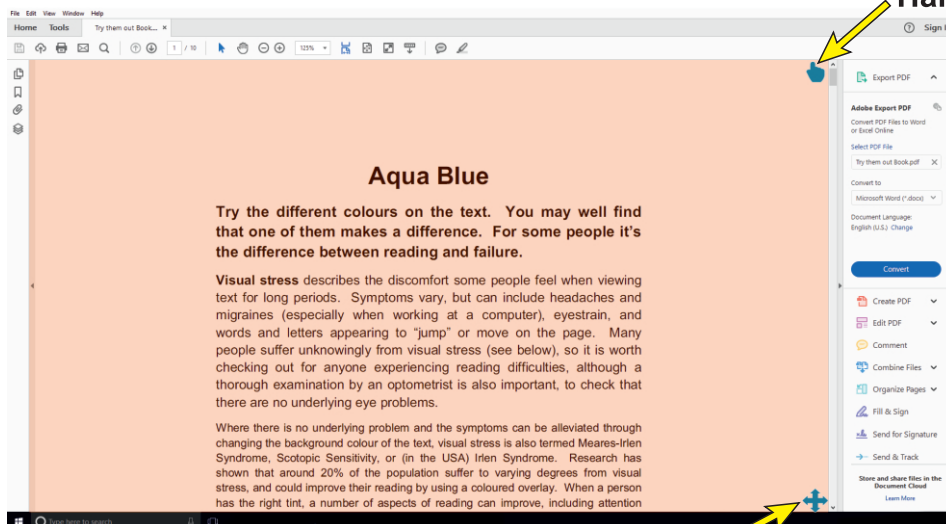 Han
File Edit View Window Help
Home Tools Try them out Book... × Sign I
1 / 10 125%
Export PDF
Adobe Export PDF
Convert PDF Files to Word
or Excel Online
Select PDF File
Try them out Book.pdf ×
Convert to
Microsoft Word (*.docx)
Document Language:
English (U.S.) Change
Convert
Create PDF
Edit PDF
Comment
Combine Files
Organize Pages
Fill & Sign
Send for Signature
Send & Track
Store and share files in the
Document Cloud
Learn More
Aqua Blue
Try the different colours on the text. You may well find
that one of them makes a difference. For some people it’s
the difference between reading and failure.
Visual stress describes the discomfort some people feel when viewing
text for long periods. Symptoms vary, but can include headaches and
migraines (especially when working at a computer), eyestrain, and
words and letters appearing to “jump” or move on the page. Many
people suffer unknowingly from visual stress (see below), so it is worth
checking out for anyone experiencing reading difficulties, although a
thorough examination by an optometrist is also important, to check that
there are no underlying eye problems.
Where there is no underlying problem and the symptoms can be alleviated through
changing the background colour of the text, visual stress is also termed Meares-Irlen
Syndrome, Scotopic Sensitivity, or (in the USA) Irlen Syndrome. Research has
shown that around 20% of the population suffer to varying degrees from visual
stress, and could improve their reading by using a coloured overlay. When a person
has the right tint, a number of aspects of reading can improve, including attention
Type here to search